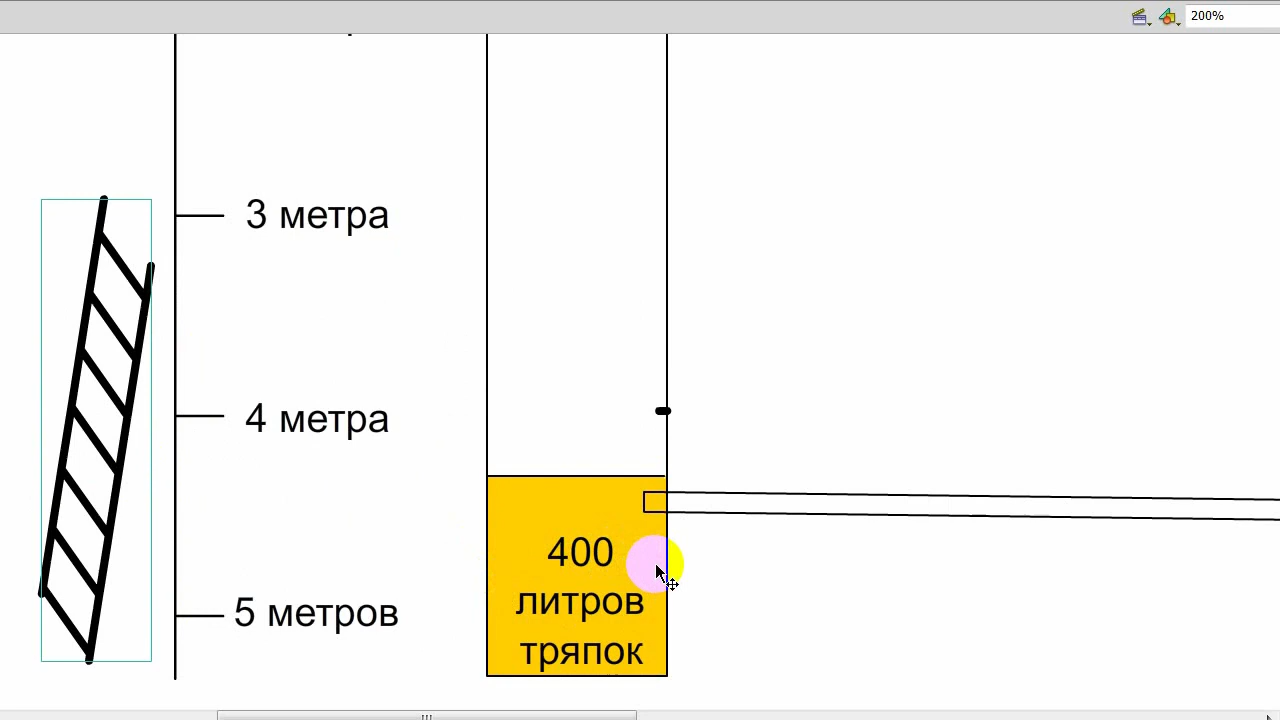 200%
3 метра
4 метра
5 метров
400
литров
тряпок